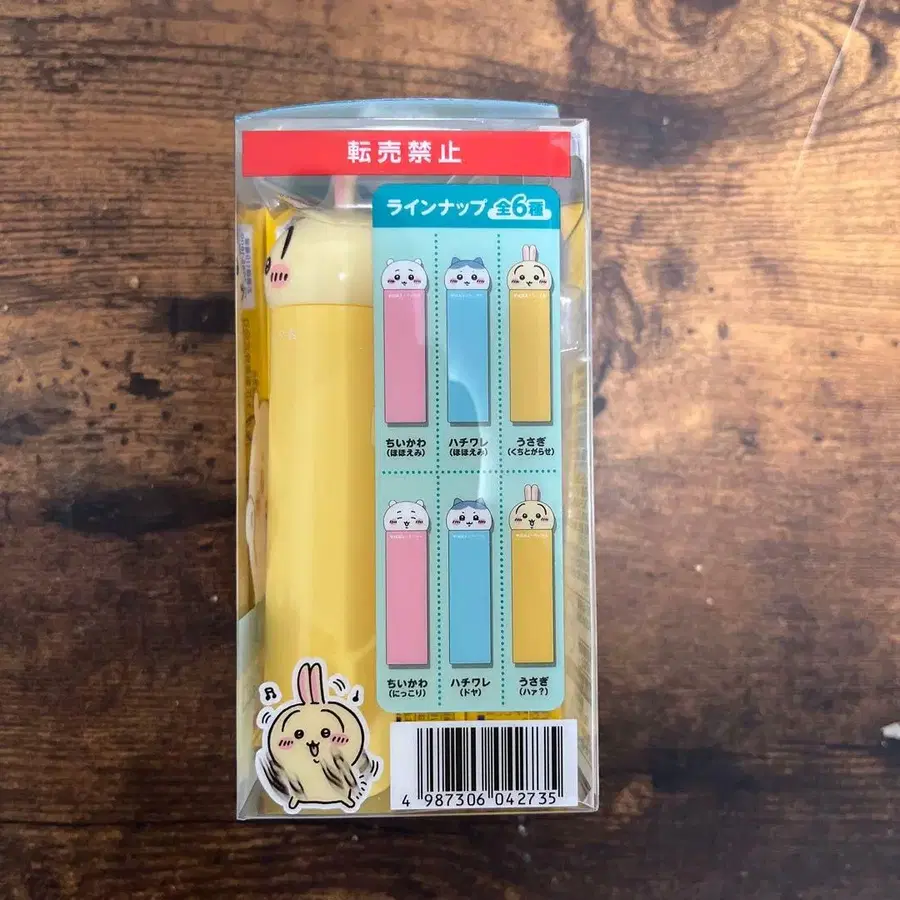 転売禁止
ラインナップ 全6種
ちいかわ
(ほほえみ)
ハチワレ
(ほほえみ)
うさぎ
(くちとがらせ)
ちいかわ
(にっこり)
ハチワレ
(ドヤ)
うさぎ
(ハァ?)
4 987306 042735